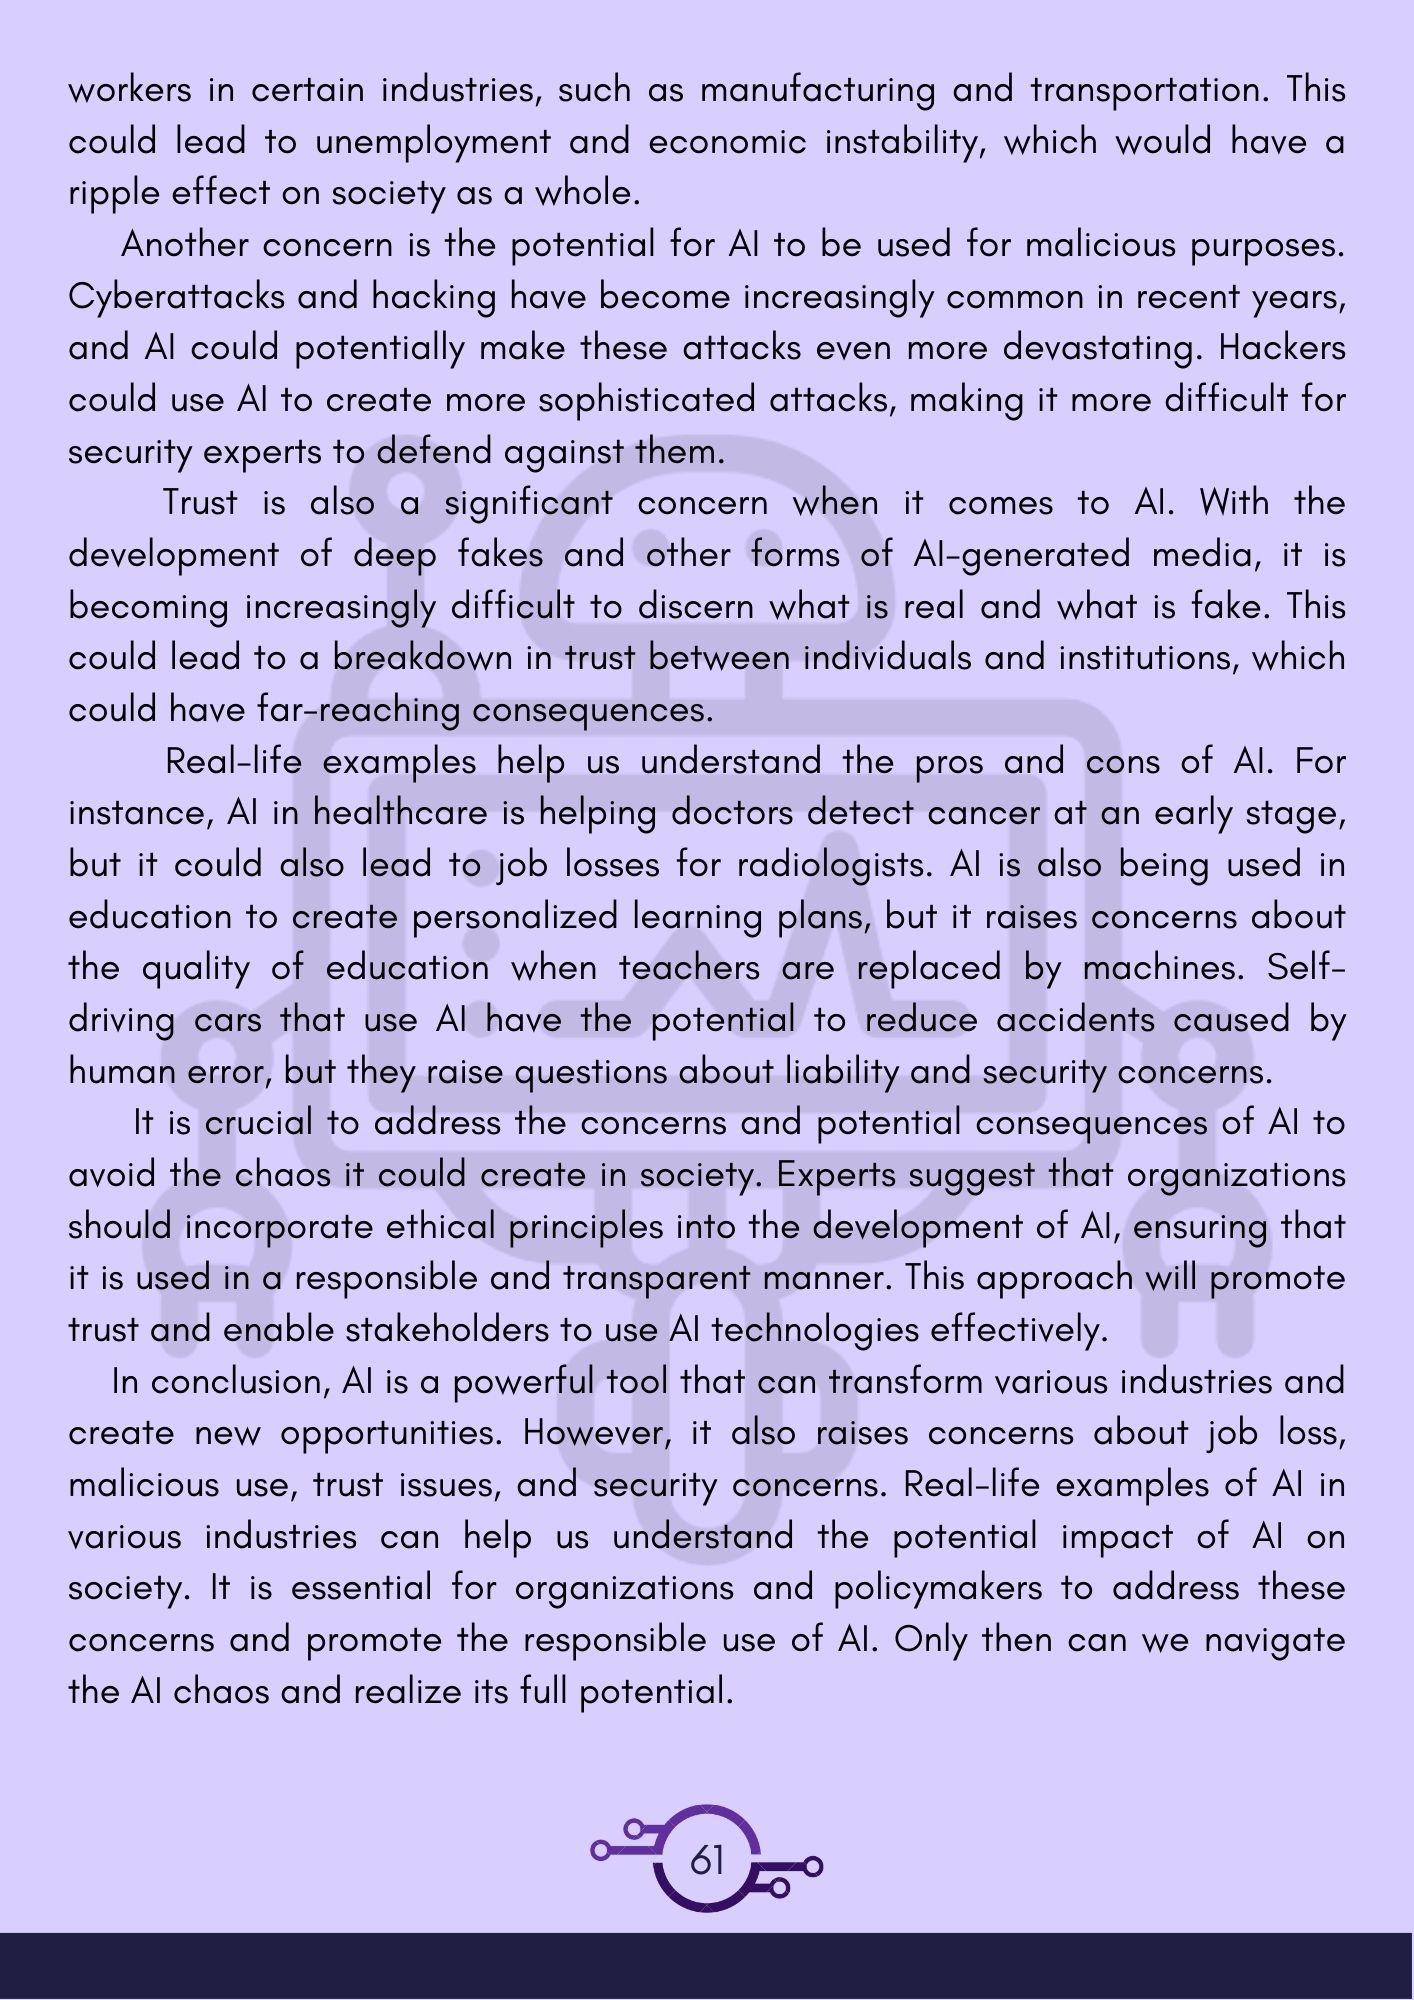 workers in certain industries, such as manufacturing and transportation. This
could lead to unemployment and economic instability, which would have a
ripple effect on society as a whole.
Another concern is the potential for AI to be used for malicious purposes.
Cyberattacks and hacking have become increasingly common in recent years,
and AI could potentially make these attacks even more devastating. Hackers
could use AI to create more sophisticated attacks, making it more difficult for
security experts to defend against them.
Trust is also a significant concern when it comes to AI. With the
development of deep fakes and other forms of AI-generated media, it is
becoming increasingly difficult to discern what is real and what is fake. This
could lead to a breakdown in trust between individuals and institutions, which
could have far-reaching consequences.
Real-life examples help us understand the pros and cons of AI. For
instance, AI in healthcare is helping doctors detect cancer at an early stage,
but it could also lead to job losses for radiologists. AI is also being used in
education to create personalized learning plans, but it raises concerns about
the quality of education when teachers are replaced by machines. Self-
driving cars that use AI have the potential to reduce accidents caused by
human error, but they raise questions about liability and security concerns.
It is crucial to address the concerns and potential consequences of AI to
avoid the chaos it could create in society. Experts suggest that organizations
should incorporate ethical principles into the development of AI, ensuring that
it is used in a responsible and transparent manner. This approach will promote
trust and enable stakeholders to use AI technologies effectively.
In conclusion, AI is a powerful tool that can transform various industries and
create new opportunities. However, it also raises concerns about job loss,
malicious use, trust issues, and security concerns. Real-life examples of AI in
various industries can help us understand the potential impact of AI on
society. It is essential for organizations and policymakers to address these
concerns and promote the responsible use of AI. Only then can we navigate
the AI chaos and realize its full potential.
61